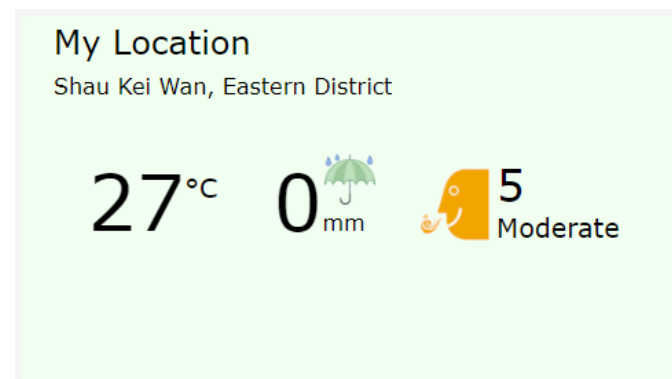 My Location
Shau Kei Wan, Eastern District
27°C
0mm
5
Moderate